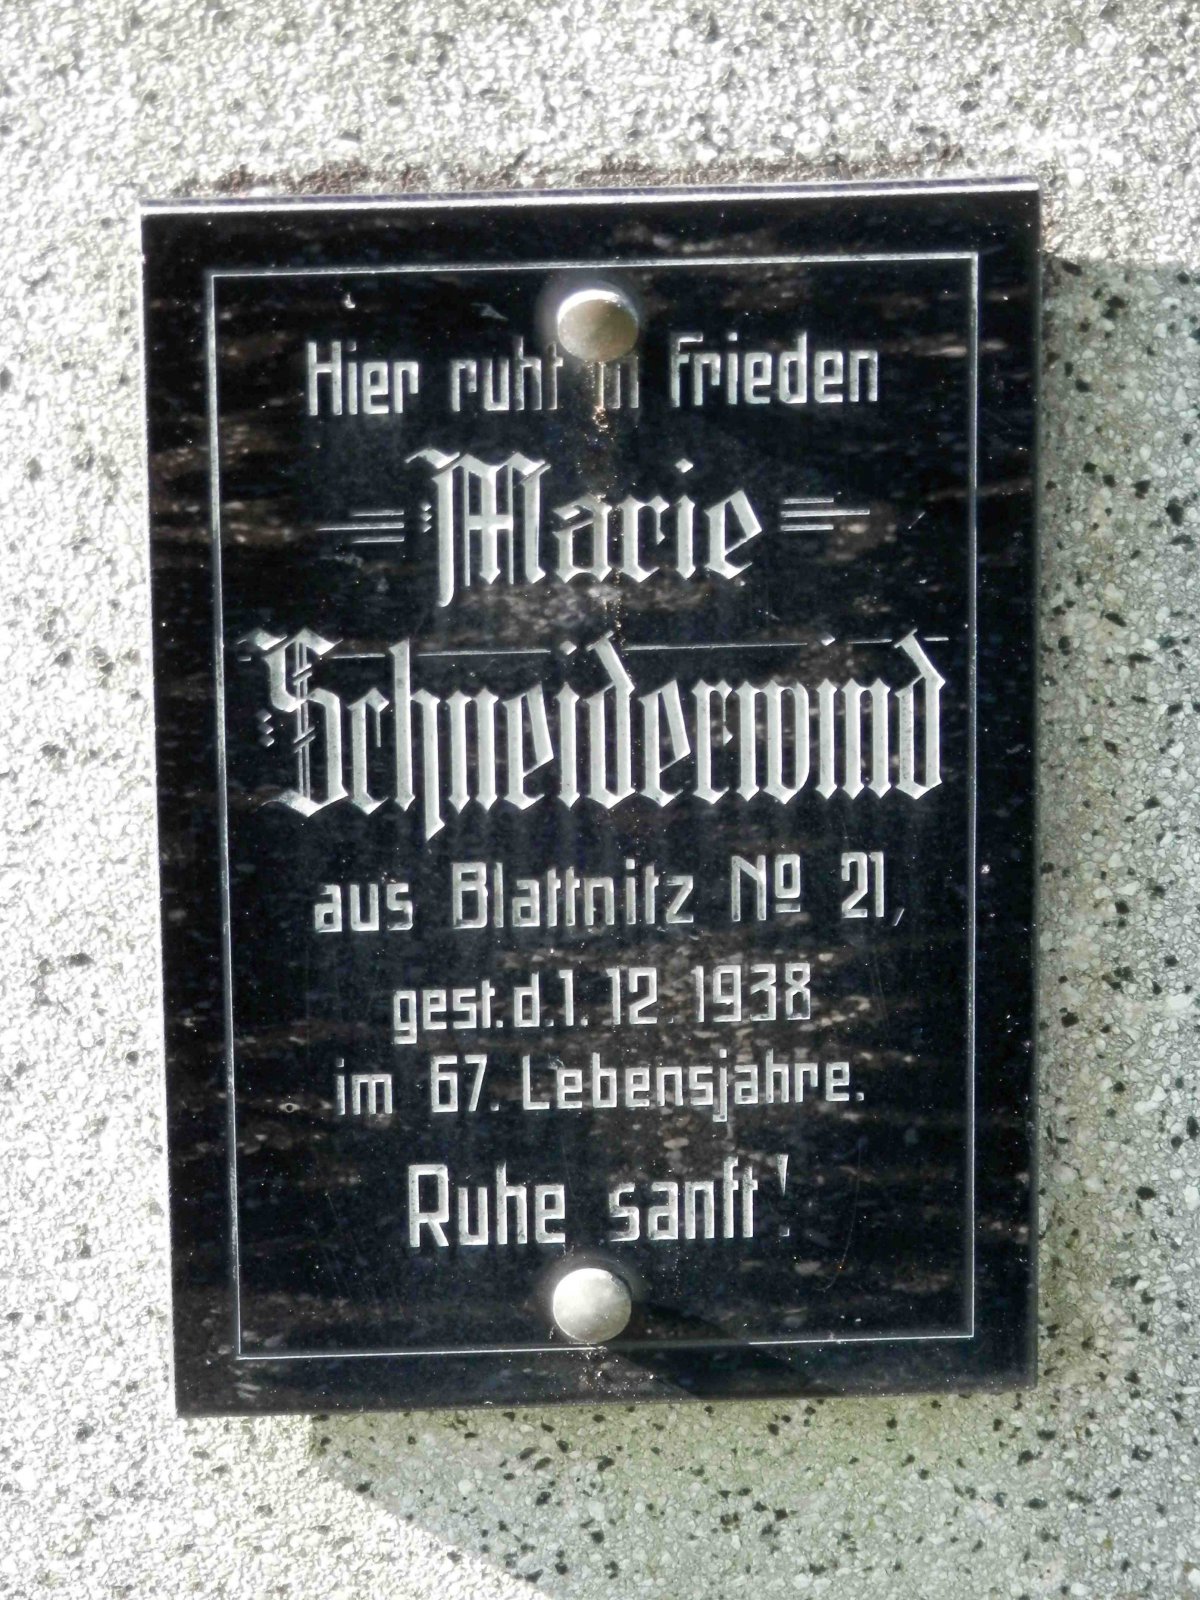 Hier ruht in Frieden
Marie
Schneiderwind
aus Blattnitz Nº 21,
gest. d. 1. 12. 1938
im 67. Lebensjahre.
Ruhe sanft!